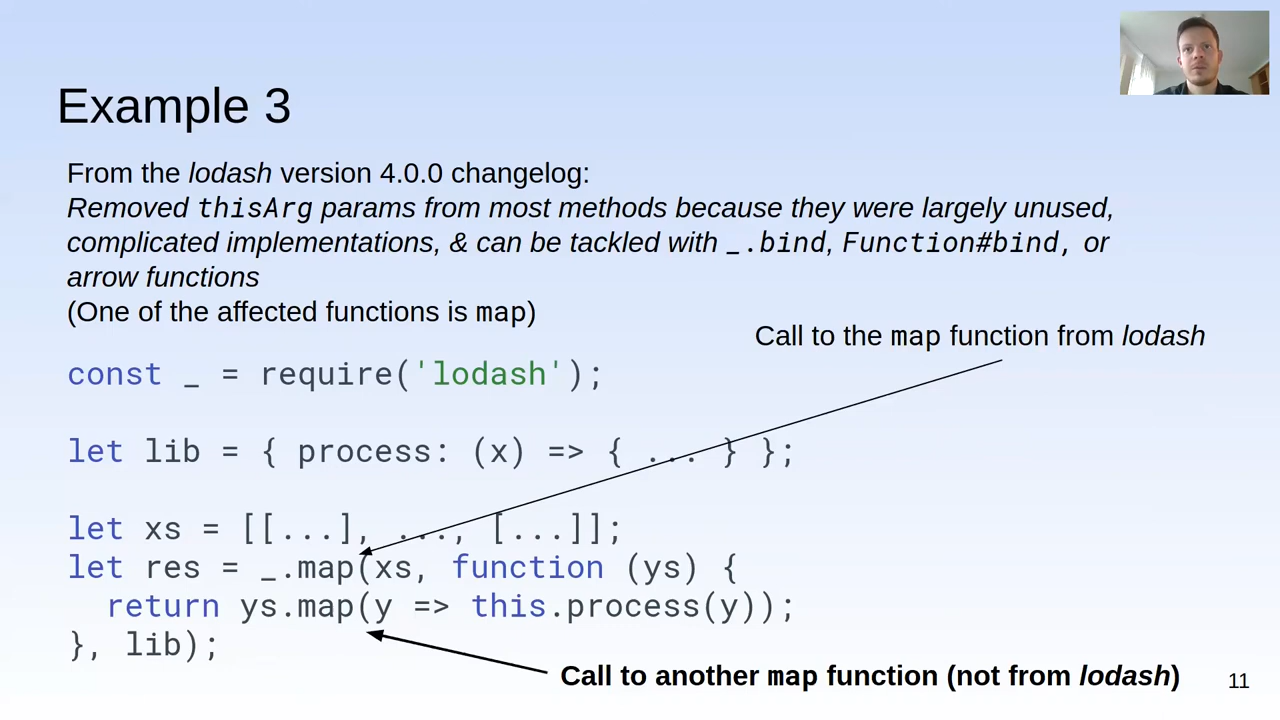 Example 3
From the lodash version 4.0.0 changelog:
Removed thisArg params from most methods because they were largely unused,
complicated implementations, & can be tackled with _.bind, Function#bind, or
arrow functions
(One of the affected functions is map)
Call to the map function from lodash
const _ = require('lodash');
let lib = { process: (x) => { ... } };
let xs = [[...], ..., [...]];
let res = _.map(xs, function (ys) {
  return ys.map(y => this.process(y));
}, lib);
Call to another map function (not from lodash)
11